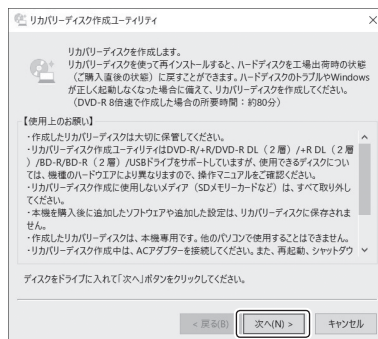 リカバリーディスク作成ユーティリティ
リカバリーディスクを作成します。
リカバリーディスクを使って再インストールすると、ハードディスクを工場出荷時の状態
（ご購入直後の状態）に戻すことができます。ハードディスクのトラブルやWindows
が正しく起動しなくなった場合に備えて、リカバリーディスクを作成してください。
（DVD-R 8倍速で作成した場合の所要時間：約80分）
【使用上のお願い】
・作成したリカバリーディスクは大切に保管してください。
・リカバリーディスク作成ユーティリティはDVD-R/+R/DVD-R DL（２層）/+R DL（２層
）/BD-R/BD-R（２層）/USBドライブをサポートしていますが、使用できるディスクについ
ては、機種のハードウエアにより異なりますので、操作マニュアルをご確認ください。
・リカバリーディスク作成に使用しないメディア（SDメモリーカードなど）は、すべて取り外し
てください。
・本機を購入後に追加したソフトウエアや追加した設定は、リカバリーディスクに保存されま
せん。
・作成したリカバリーディスクは、本機専用です。他のパソコンで使用することはできません。
・リカバリーディスク作成中は、ACアダプターを接続してください。また、再起動、シャットダウ
ディスクをドライブに入れて「次へ」ボタンをクリックしてください。
< 戻る(B) 次へ(N) > キャンセル